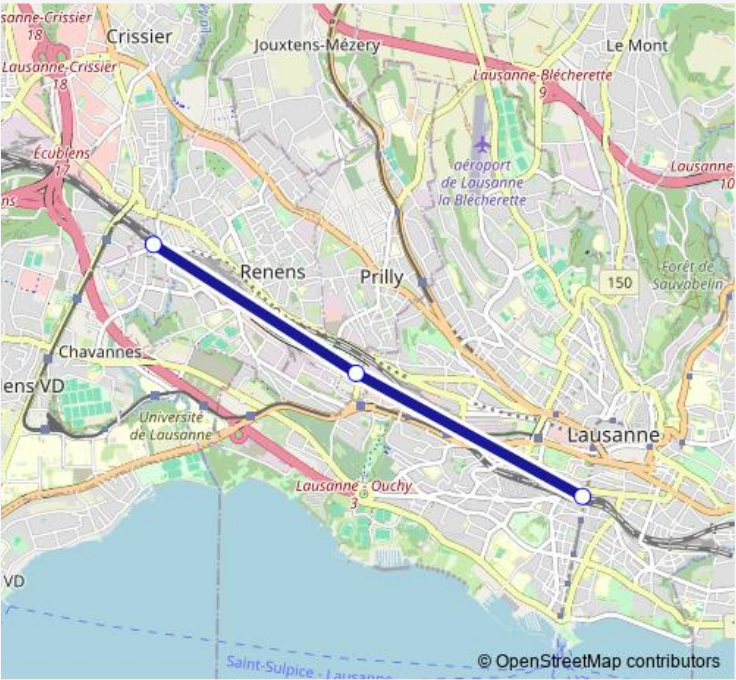 sanne-Crissier
18
Crissier
Jouxtens-Mézery
Le Mont
Lausanne-Crissier
18
Lausanne-Blécherette
9
Écublens
17
aéroport
de Lausanne
la Blécherette
Lausanne-
10
ns
Renens
Prilly
150
Forêt de
Sauvabelin
Chavannes
ens VD
Université
de Lausanne
Lausanne
Lausanne - Ouchy
3
VD
Saint-Sulpice - Lausanne
© OpenStreetMap contributors